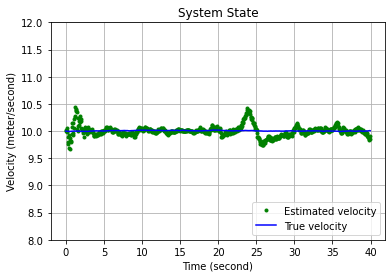 System State
12.0
11.5
11.0
10.5
10.0
9.5
9.0
8.5
8.0
Velocity (meter/second)
Estimated velocity
True velocity
0 5 10 15 20 25 30 35 40
Time (second)